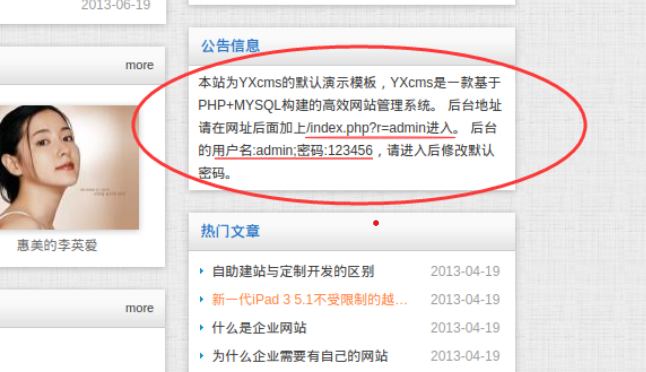 2013-06-19
more
惠美的李英爱
more
公告信息
本站为YXcms的默认演示模板，YXcms是一款基于
PHP+MYSQL构建的高效网站管理系统。 后台地址
请在网址后面加上/index.php?r=admin进入。 后台
的用户名:admin;密码:123456，请进入后修改默认
密码。
热门文章
自助建站与定制开发的区别 2013-04-19
新一代iPad 3 5.1不受限制的越... 2013-04-19
什么是企业网站 2013-04-19
为什么企业需要有自己的网站 2013-04-19